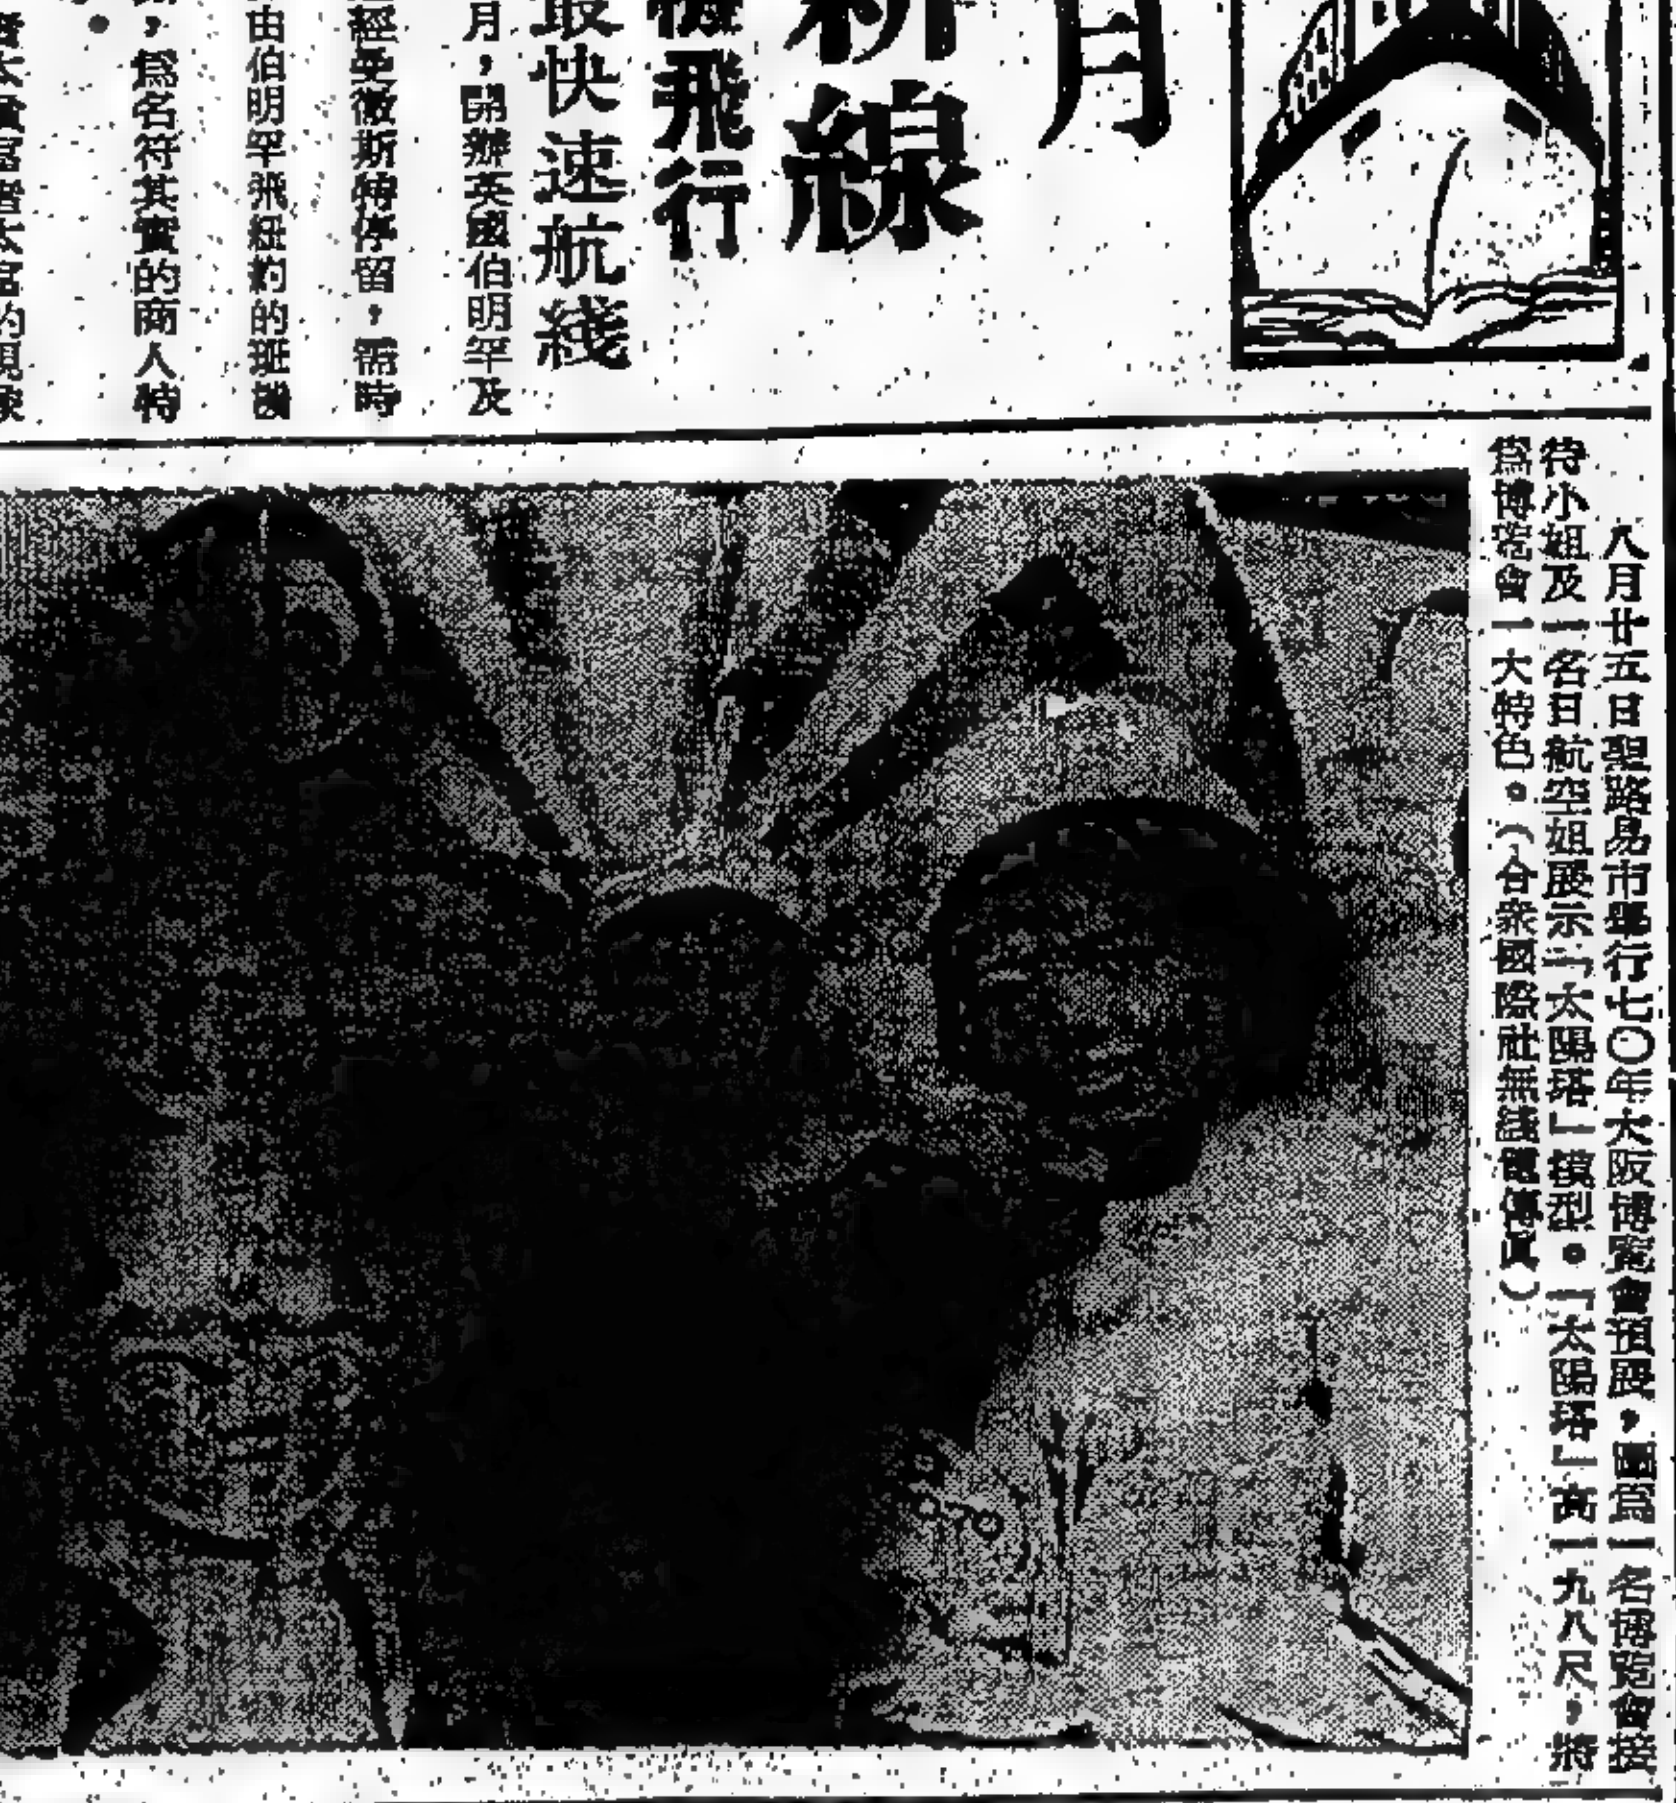 月
線
機飛行
最快速航綫
月，開辦英國伯明罕及
經曼徹斯特停留，需時
由伯明罕飛紐約的班機
，爲名符其實的商人特
八月廿五日聖路易市舉行七〇年大阪博覽會預展，圖爲一名博覽會接
待小姐及一名日航空姐展示「太陽塔」模型。「太陽塔」高一九八尺，將
爲博覽會一大特色。（合衆國際社無綫電傳眞）